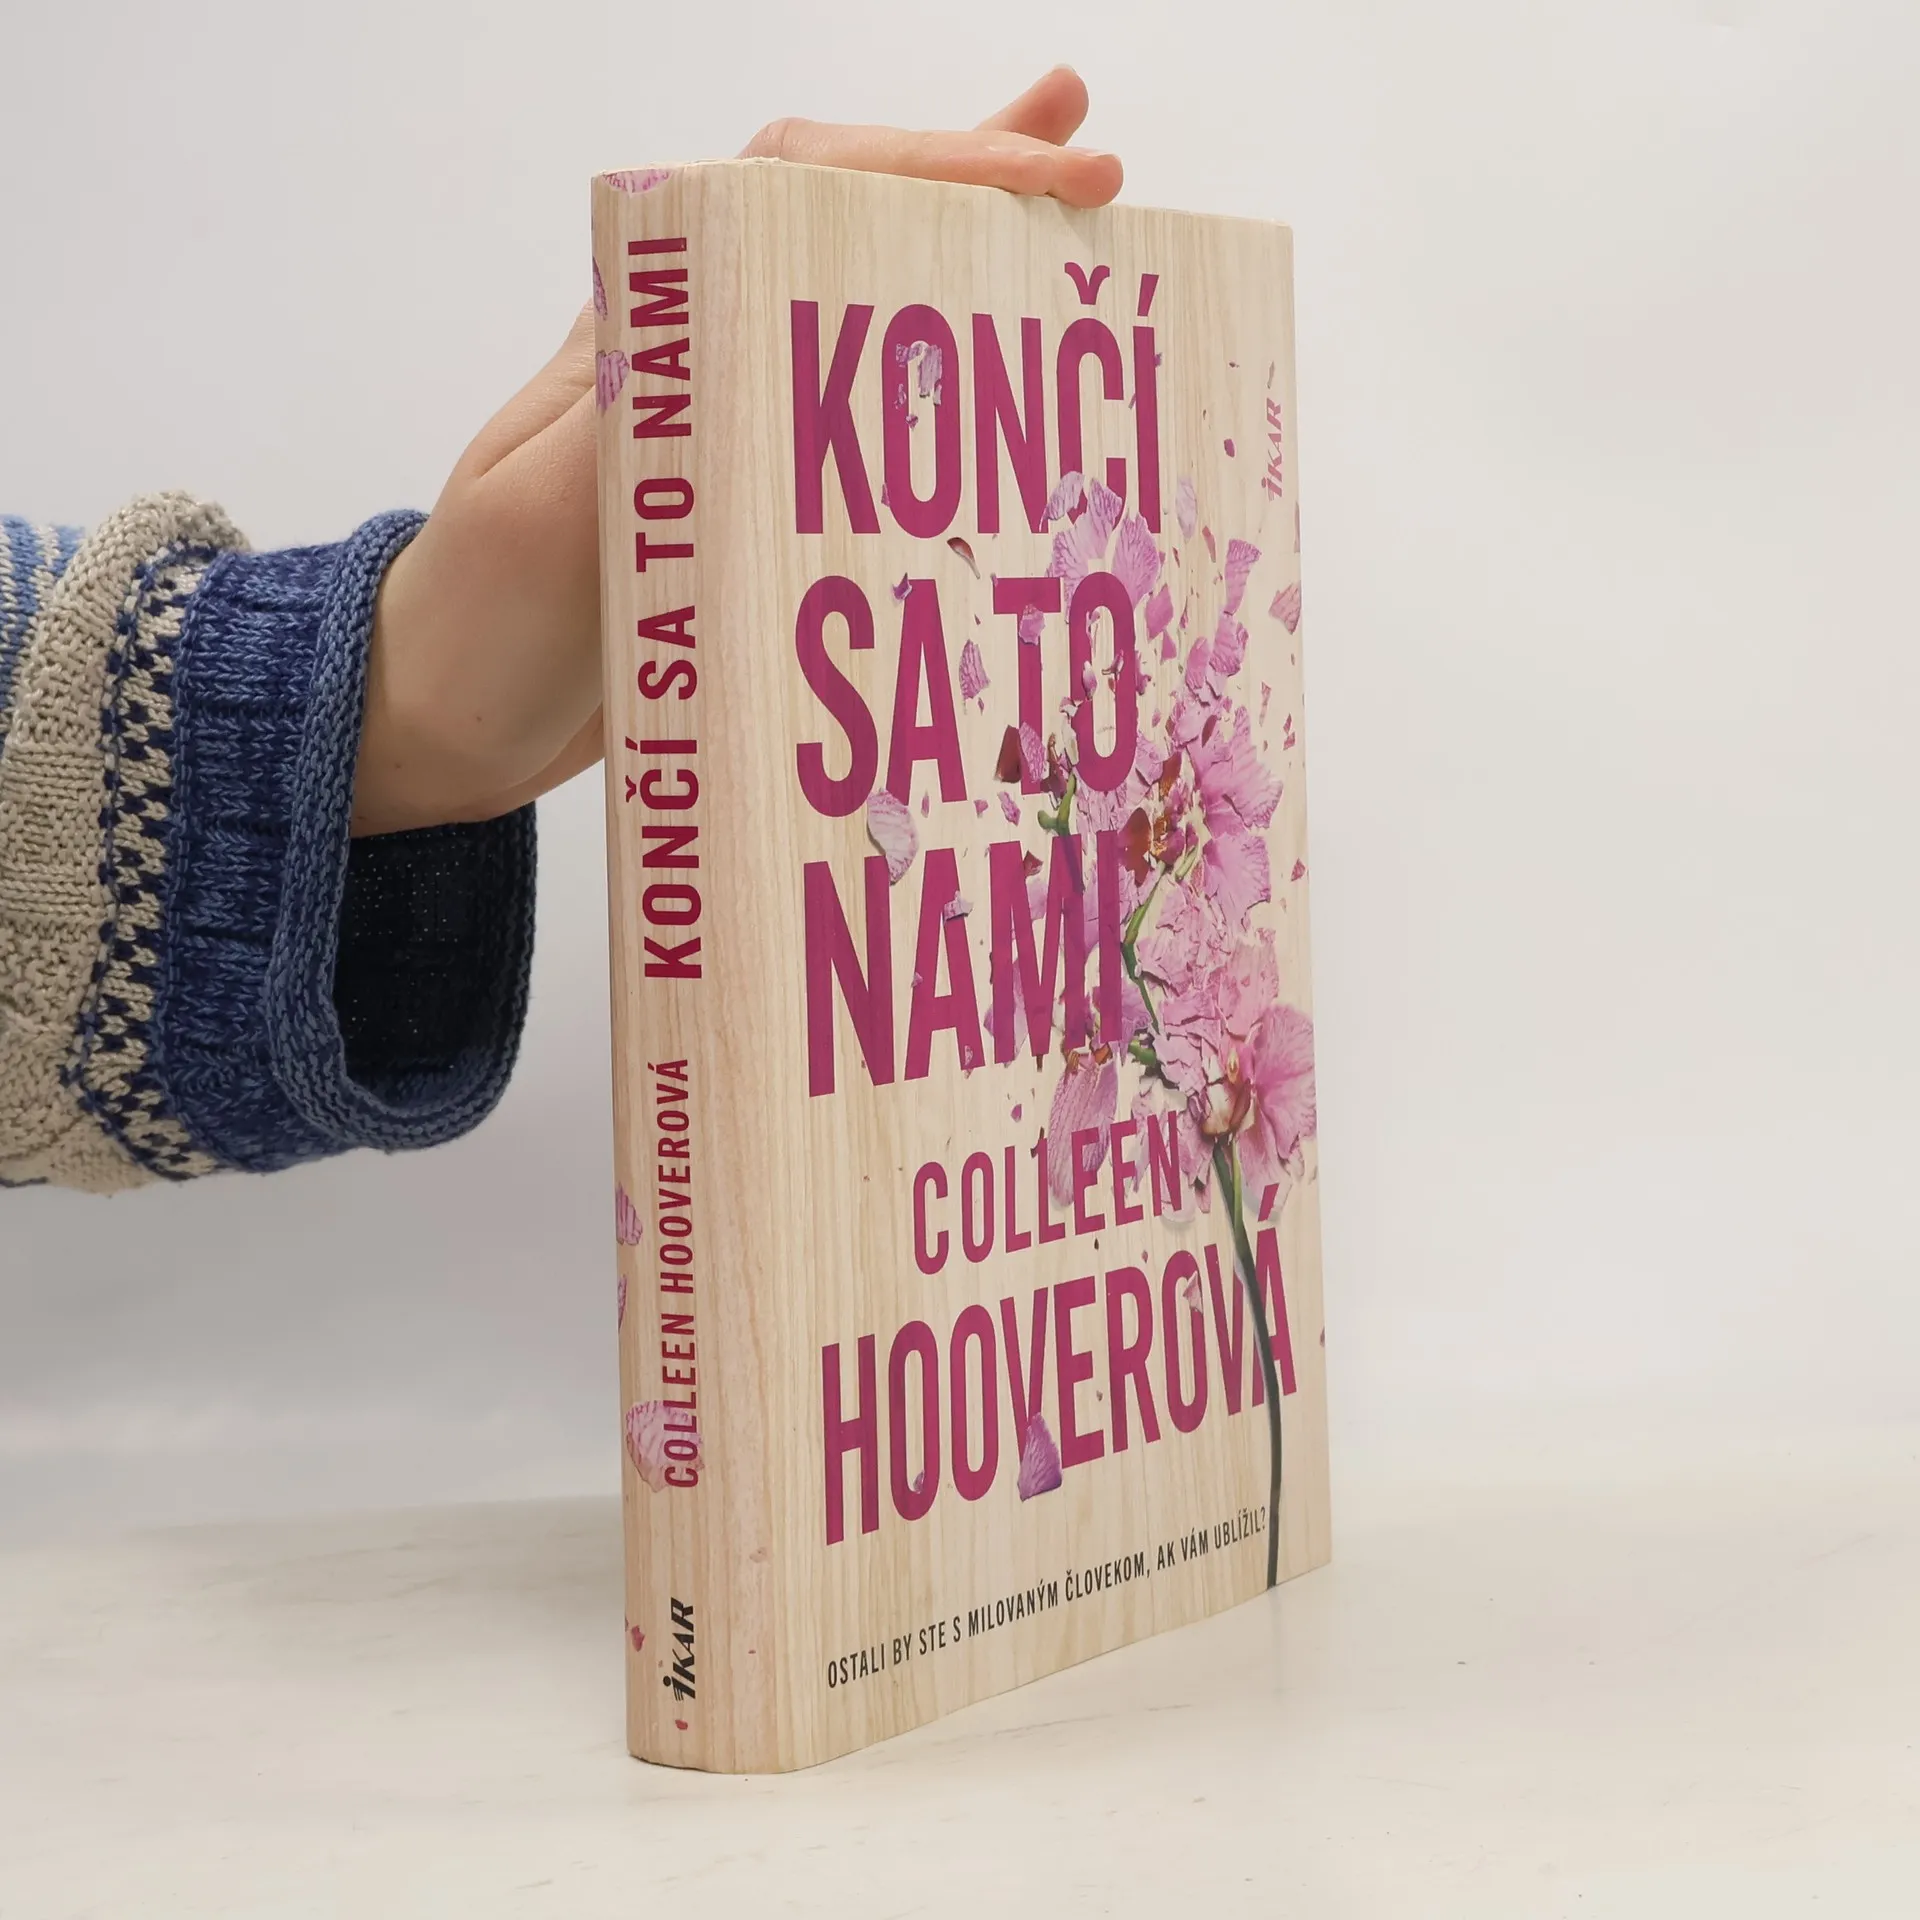 KONČÍ SA TO NAMI
COLLEEN HOOVEROVÁ
IKAR
KONČÍ
SA TO
NAMI
COLLEEN
HOOVEROVÁ
OSTALI BY STE S MILOVANÝM ČLOVEKOM, AK VÁM UBLÍŽIL?
IKAR